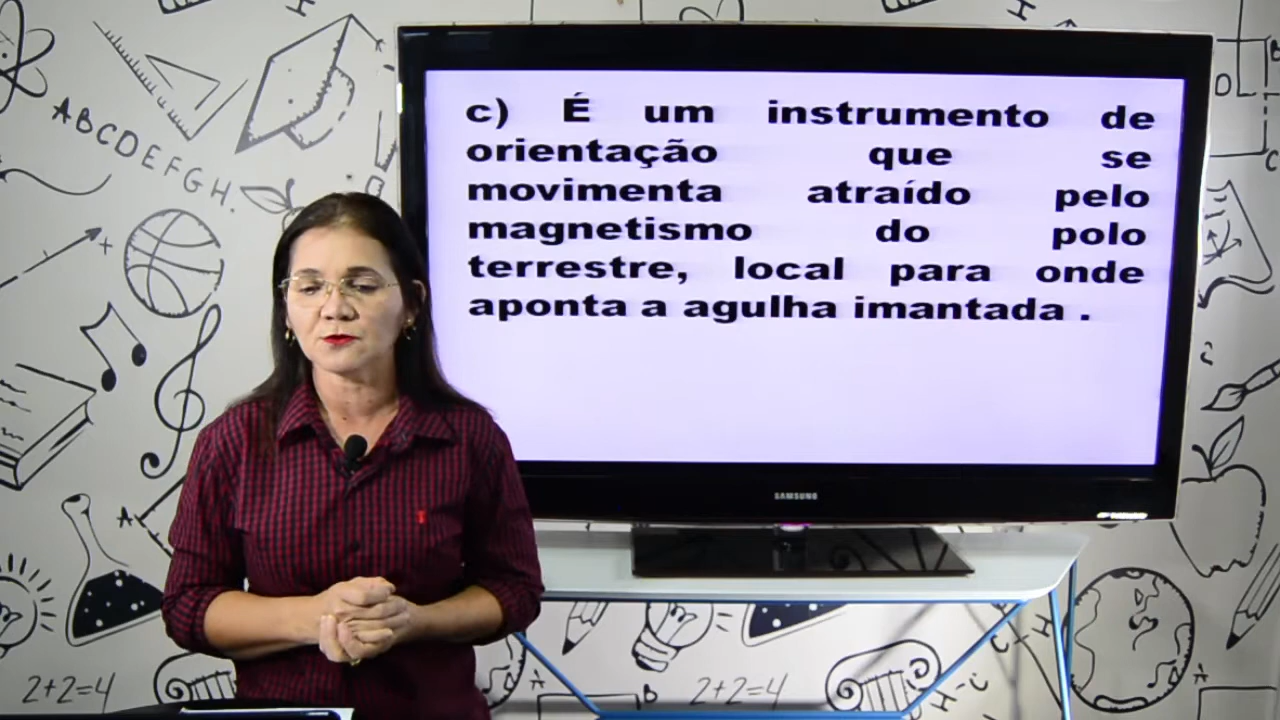 c) É um instrumento de
orientação que se
movimenta atraído pelo
magnetismo do polo
terrestre, local para onde
aponta a agulha imantada .
SAMSUNG
ABCDEFGH
2+2=4
2+2=4